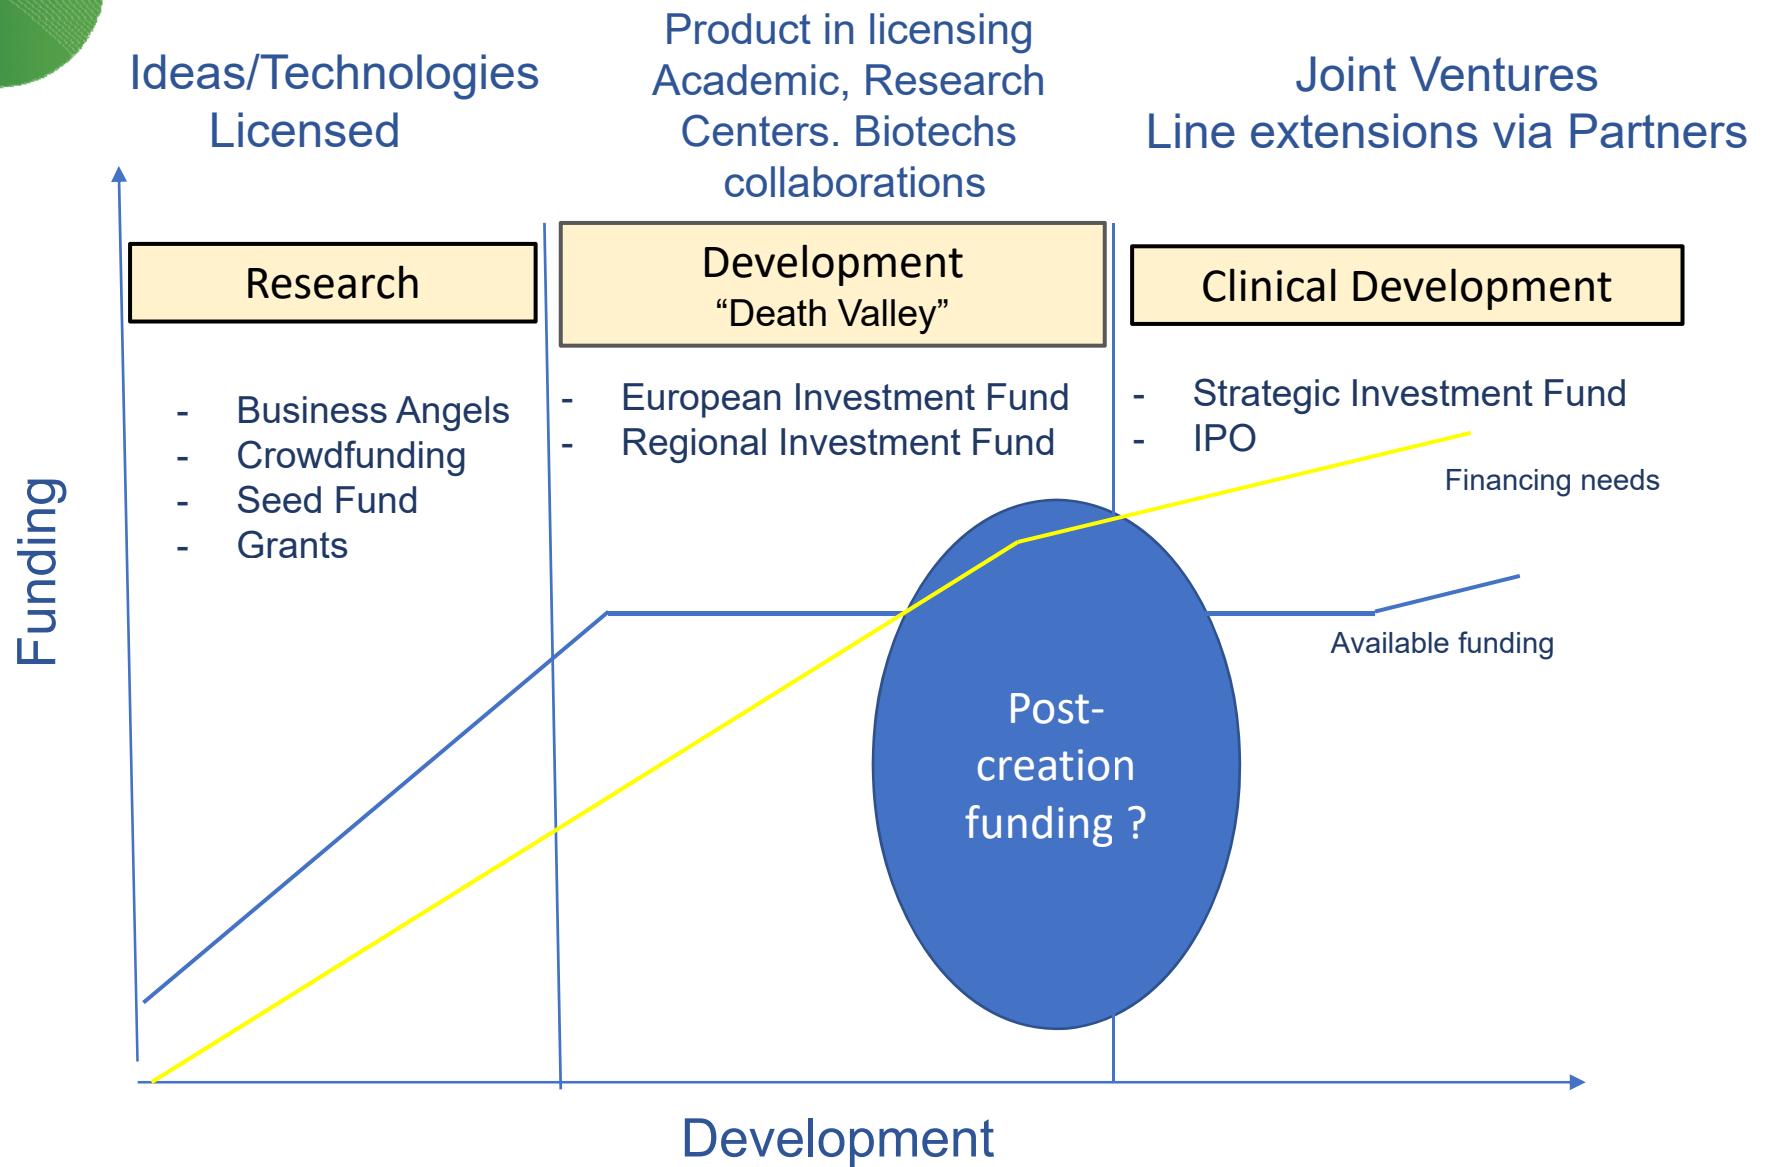 Ideas/Technologies
Licensed
Product in licensing
Academic, Research
Centers. Biotechs
collaborations
Joint Ventures
Line extensions via Partners
Research
Development
“Death Valley”
Clinical Development
- Business Angels
- Crowdfunding
- Seed Fund
- Grants
- European Investment Fund
- Regional Investment Fund
- Strategic Investment Fund
- IPO
Financing needs
Available funding
Post-
creation
funding ?
Funding
Development